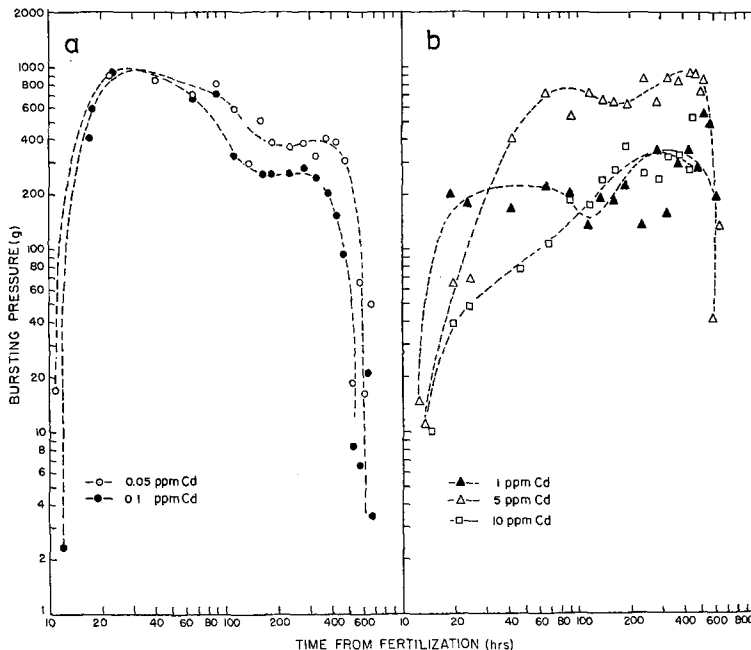 a
b
2000
1000
800
600
400
200
100
80
60
40
20
10
8
6
4
2
1
BURSTING PRESSURE (g)
0.05 ppm Cd
0.1 ppm Cd
1 ppm Cd
5 ppm Cd
10 ppm Cd
10 20 40 60 80 100 200 400 600
10 20 40 60 80 100 200 400 600 800
TIME FROM FERTILIZATION (hrs)